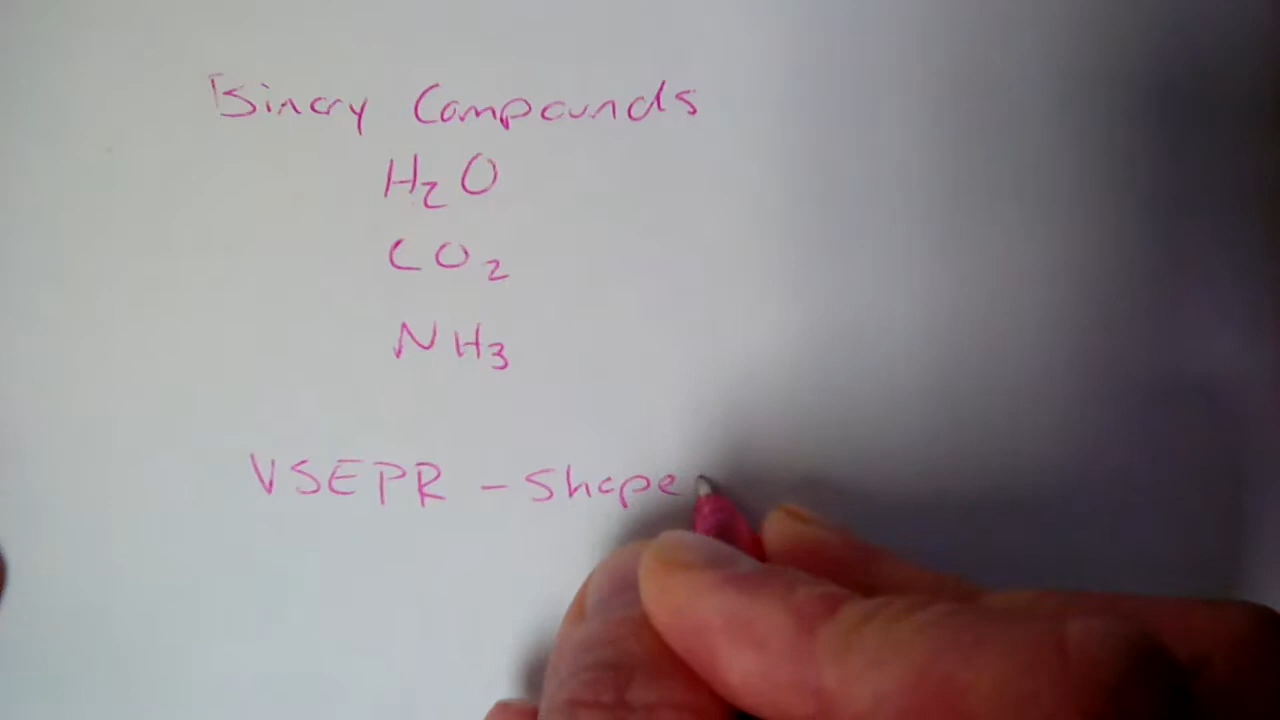 Binary Compounds
H₂O
CO₂
NH₃
VSEPR - Shape